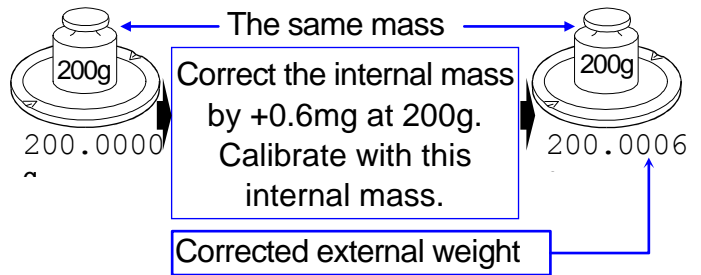 The same mass
200g
200g
Correct the internal mass
by +0.6mg at 200g.
Calibrate with this
internal mass.
200.0000
200.0006
Corrected external weight